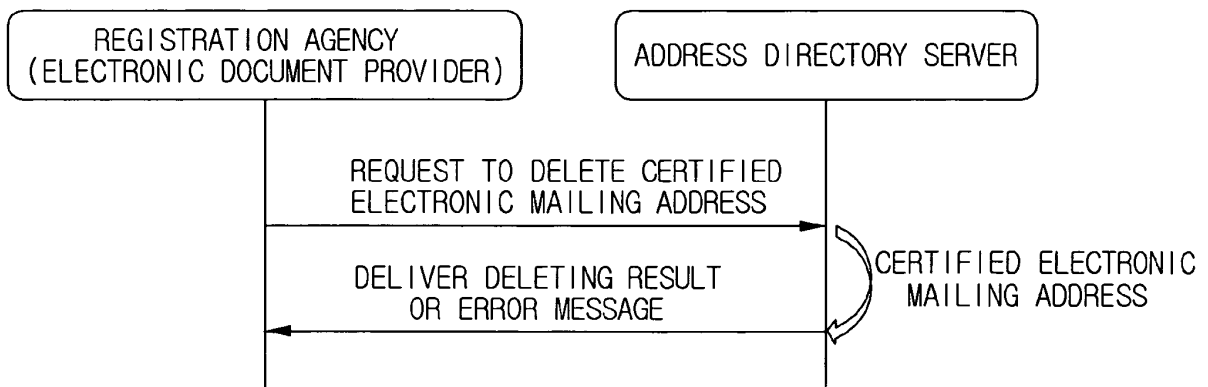 REGISTRATION AGENCY
(ELECTRONIC DOCUMENT PROVIDER)
ADDRESS DIRECTORY SERVER
REQUEST TO DELETE CERTIFIED
ELECTRONIC MAILING ADDRESS
CERTIFIED ELECTRONIC
MAILING ADDRESS
DELIVER DELETING RESULT
OR ERROR MESSAGE